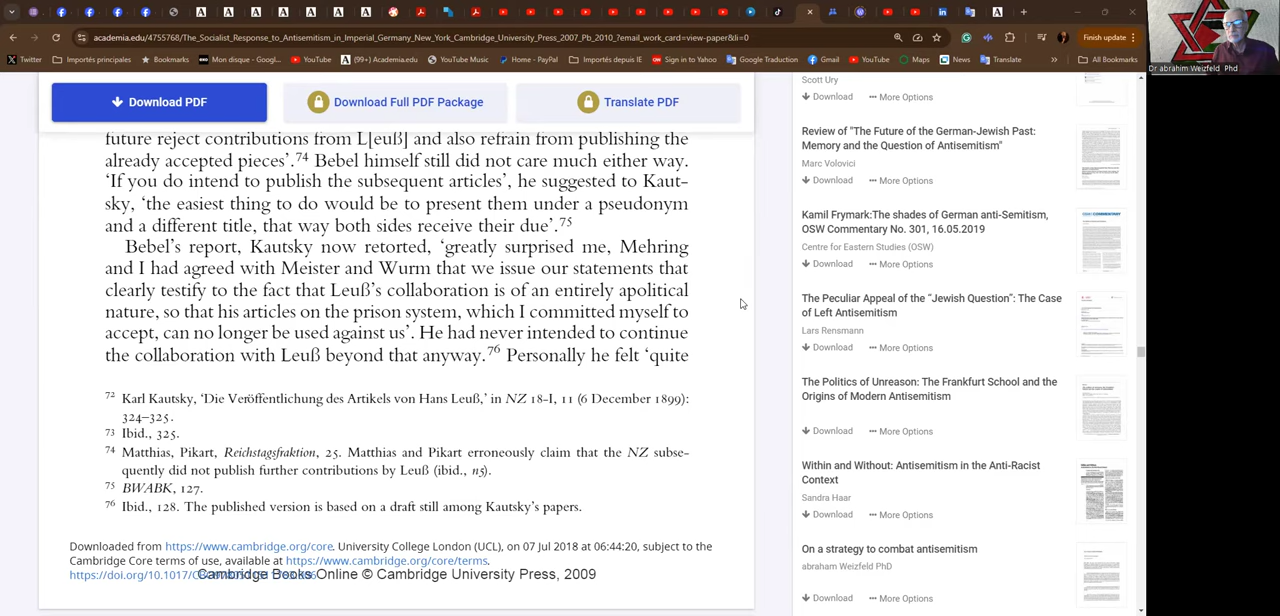 academia.edu/4755768/The_Socialist_Response_to_Antisemitism_in_Imperial_Germany_New_York_Cambridge_University_Press_2007_Pb_2010_?email_work_card=view-paper&li=0
Finish update
Twitter Importés principales Bookmarks Mon disque - Googl... YouTube (99+) Academia.edu YouTube Music Home - PayPal Importés depuis IE Sign in to Yahoo Google Traduction Gmail YouTube Maps News Translate All Bookmarks
Dr abrahim Weizfeld Phd
Download PDF
Download Full PDF Package
Translate PDF
future reject contributions from L[euß] and also refrain from publishing the
already accepted pieces’.74 Bebel himself still did not care much either way.
‘If you do intend to publish the subsequent articles’, he suggested to Kaut-
sky, ‘the easiest thing to do would be to present them under a pseudonym
and a different title, that way both sides receive their due’.75
Bebel’s report, Kautsky now replied, ‘greatly surprised me, Mehring
and I had agreed with Meister and Wurm that we issue our statements that
clearly testify to the fact that Leuß’s collaboration is of an entirely apolitical
nature, so that his articles on the prison system, which I committed myself to
accept, can no longer be used against us’. He had never intended to continue
the collaboration with Leuß beyond that anyway.76 Personally he felt ‘quite
72 Karl Kautsky, ‘Die Veröffentlichung des Artikels von Hans Leuß,’ in NZ 18-I, 11 (6 December 1899):
324–325.
73 Ibid., 325.
74 Matthias, Pikart, Reichstagsfraktion, 25. Matthias and Pikart erroneously claim that the NZ subse-
quently did not publish further contributions by Leuß (ibid., n5).
75 BWABK, 127.
76 Ibid., 128. The published version is based on a draft still among Kautsky’s papers.
Downloaded from https://www.cambridge.org/core. University College London (UCL), on 07 Jul 2018 at 06:44:20, subject to the
Cambridge Core terms of use, available at https://www.cambridge.org/core/terms.
https://doi.org/10.1017/C
Cambridge Books Online © Cambridge University Press, 2009
Scott Ury
Download ••• More Options
Review of "The Future of the German-Jewish Past:
Memory and the Question of Antisemitism"
Marc Volovici
Download ••• More Options
Kamil Frymark:The shades of German anti-Semitism,
OSW Commentary No. 301, 16.05.2019
Centre for Eastern Studies (OSW)
Download ••• More Options
The Peculiar Appeal of the “Jewish Question”: The Case
of Left Antisemitism
Lars Rensmann
Download ••• More Options
The Politics of Unreason: The Frankfurt School and the
Origins of Modern Antisemitism
Download ••• More Options
Within and Without: Antisemitism in the Anti-Racist
Context
Sandra Haar
Download ••• More Options
On a strategy to combat antisemitism
abraham Weizfeld PhD
Download ••• More Options